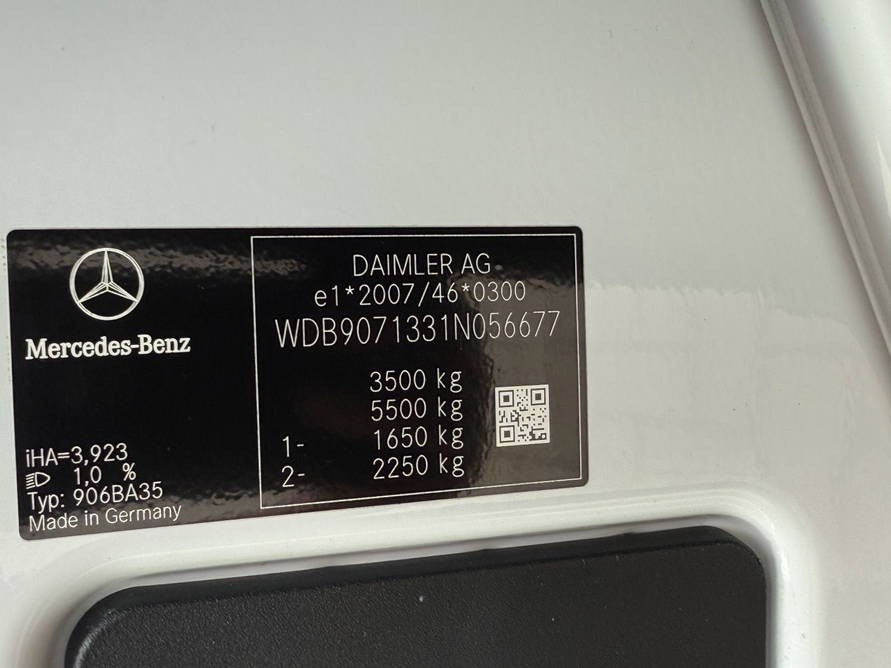 Mercedes-Benz
iHA=3,923
1,0 %
Typ: 906BA35
Made in Germany
DAIMLER AG
e1*2007/46*0300
WDB9071331N056677
3500 kg
5500 kg
1- 1650 kg
2- 2250 kg